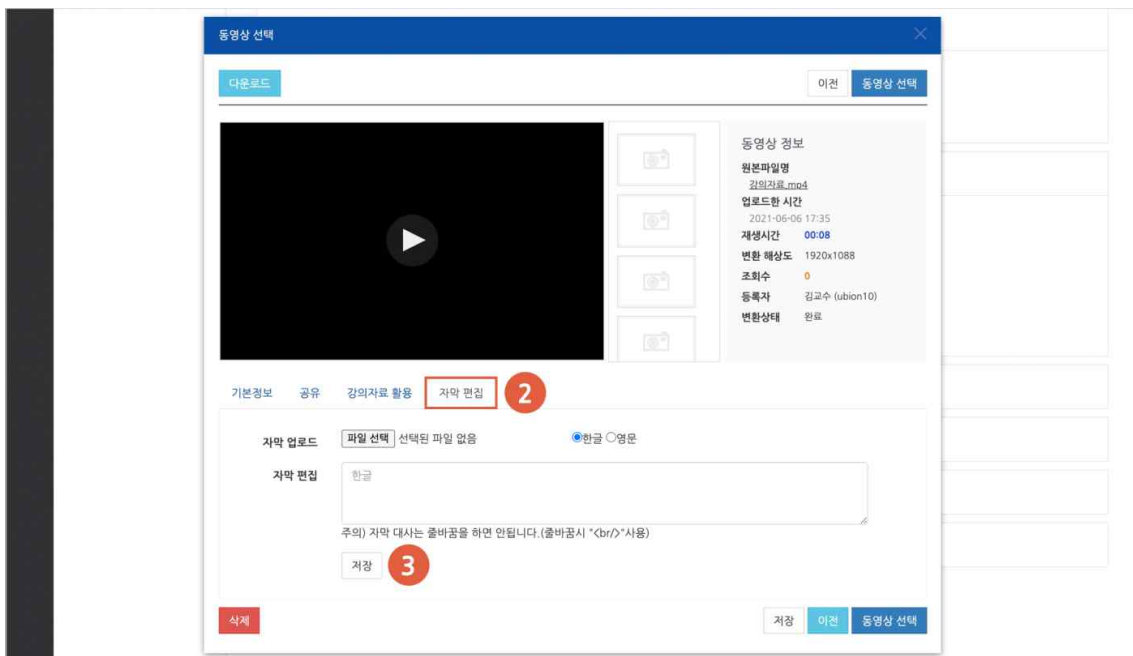 동영상 선택
다운로드
이전 동영상 선택
동영상 정보
원본파일명
강의자료.mp4
업로드한 시간
2021-06-06 17:35
재생시간 00:08
변환 해상도 1920x1088
조회수 0
등록자 김교수 (ubion10)
변환상태 완료
기본정보 공유 강의자료 활용 자막 편집 2
자막 업로드 파일 선택 선택된 파일 없음 한글 영문
자막 편집 한글
주의) 자막 대사는 줄바꿈을 하면 안됩니다.(줄바꿈시 "<br/>"사용)
저장 3
삭제 저장 이전 동영상 선택